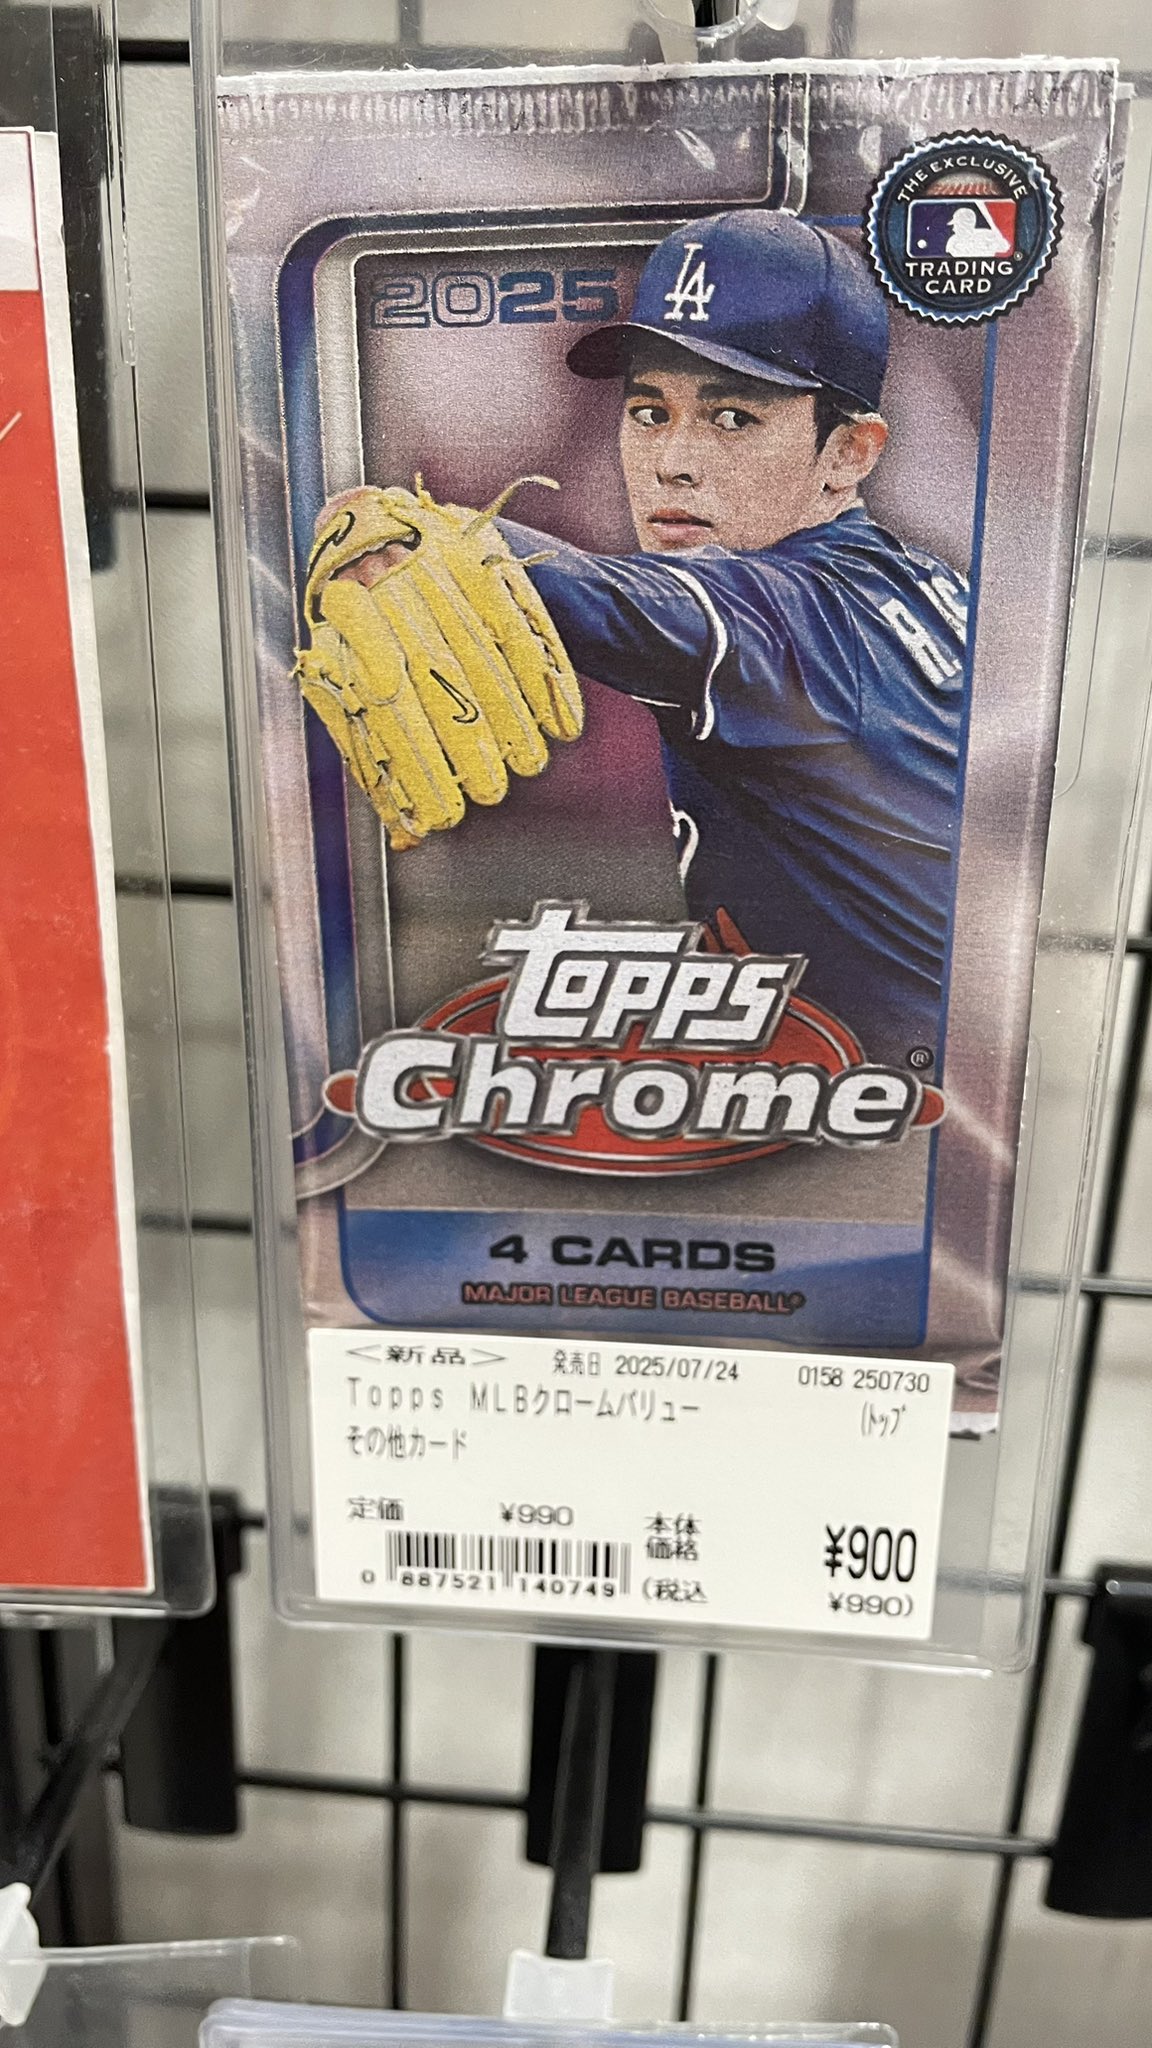 THE EXCLUSIVE
TRADING
CARD
2025
LA
topps
Chrome®
4 CARDS
MAJOR LEAGUE BASEBALL®
<新品> 発売日 2025/07/24 0158 250730
Topps MLBクロームバリュー (トップ
その他カード
定価 ¥990 本体価格 ¥900
0 887521 140749 (税込 ¥990)